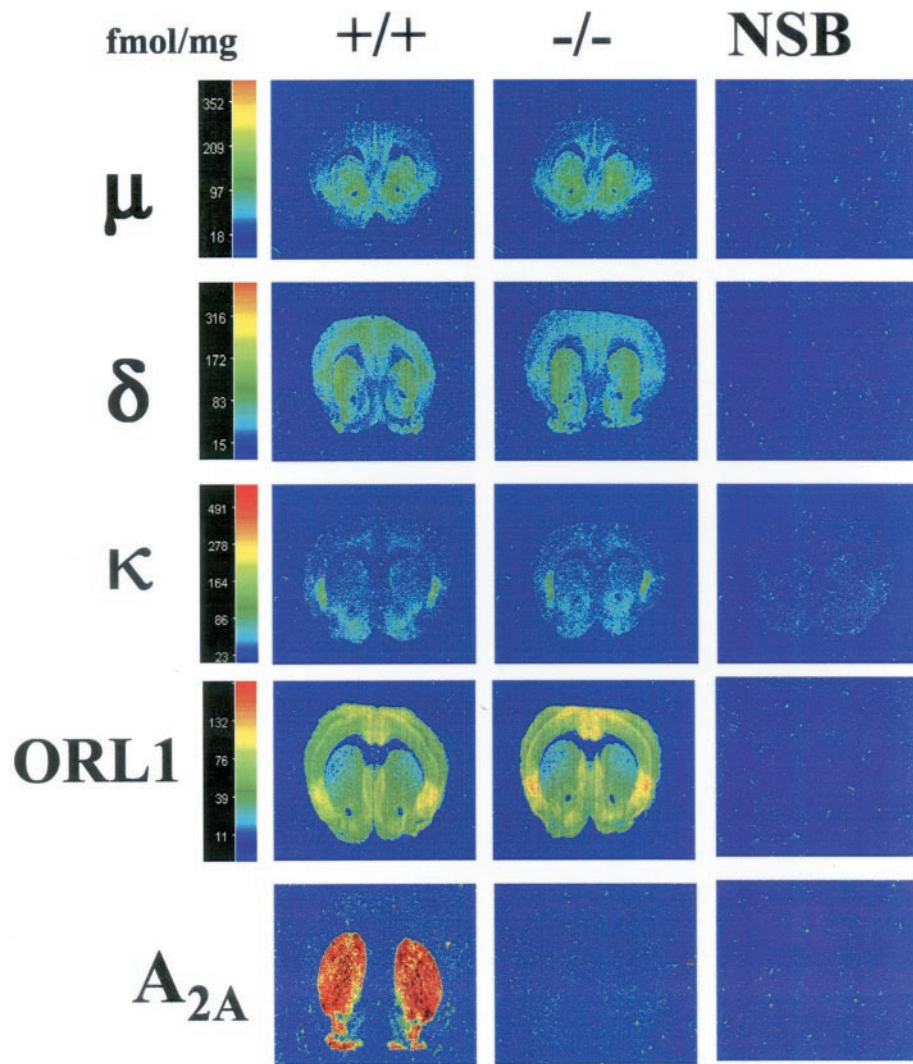 fmol/mg +/+ -/- NSB
μ
352
209
97
18
δ
316
172
83
15
κ
491
278
164
86
23
ORL1
132
76
39
11
A2A